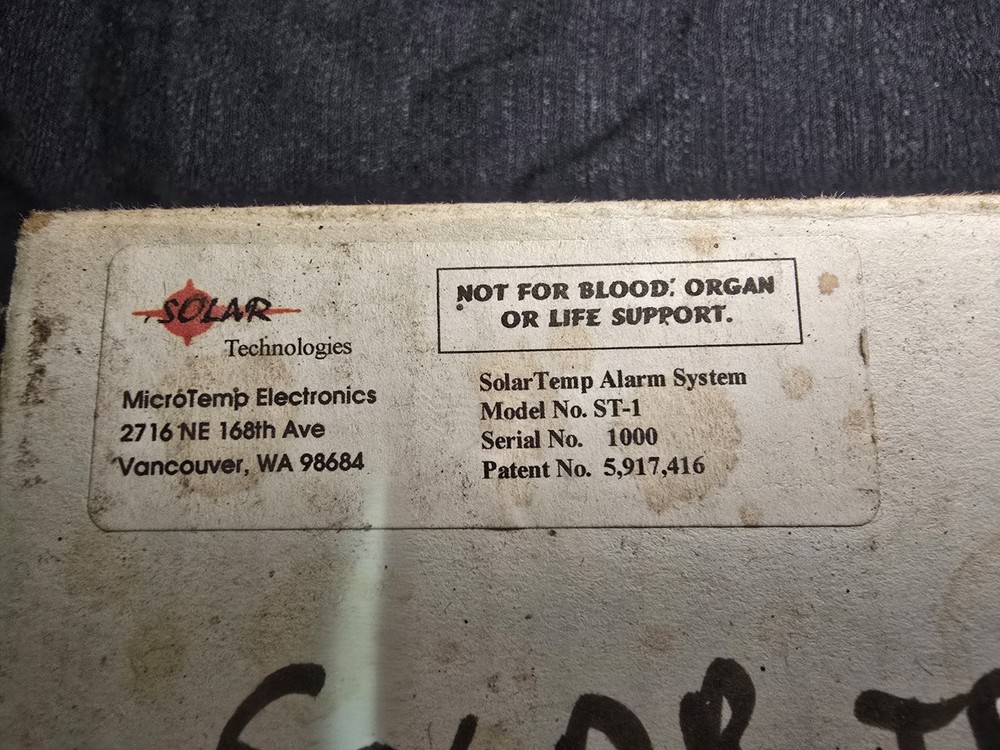 SOLAR
Technologies
MicroTemp Electronics
2716 NE 168th Ave
Vancouver, WA 98684
NOT FOR BLOOD, ORGAN
OR LIFE SUPPORT.
SolarTemp Alarm System
Model No. ST-1
Serial No. 1000
Patent No. 5,917,416
SOLAR